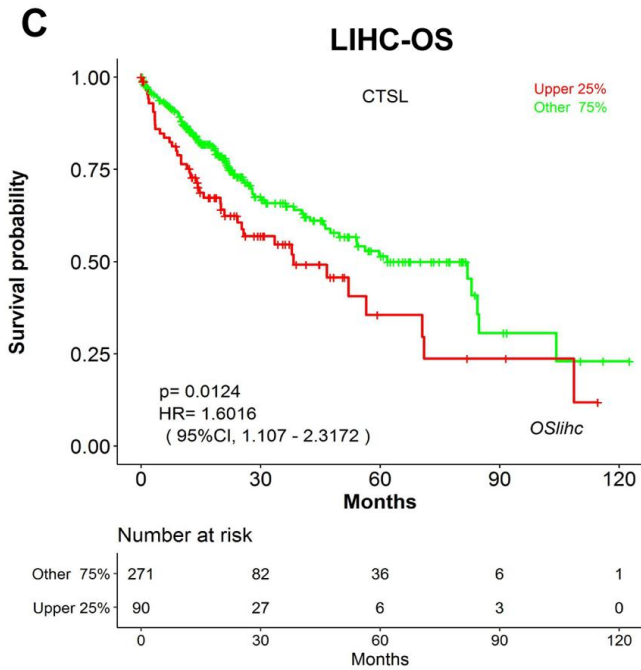 C
LIHC-OS
CTSL
Upper 25%
Other 75%
Survival probability
1.00
0.75
0.50
0.25
0.00
p= 0.0124
HR= 1.6016
( 95%CI, 1.107 - 2.3172 )
OSlihc
0 30 60 90 120
Months
Number at risk
Other 75% 271 82 36 6 1
Upper 25% 90 27 6 3 0
0 30 60 90 120
Months